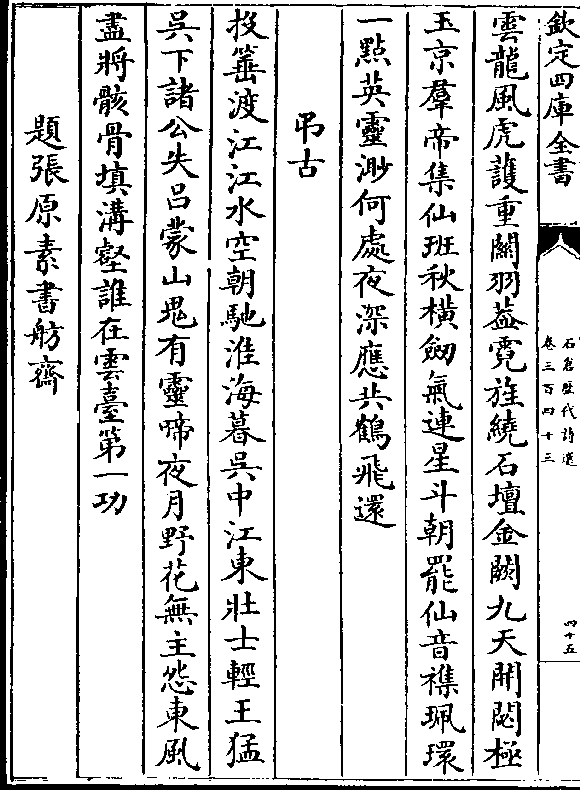 欽定四庫全書
石倉歷代詩選
卷三百四十三
四十五
雲龍風虎護重關羽葢霓旌繞石壇金闕九天開閟極
玉京羣帝集仙班秋橫劒氣連星斗朝罷仙音襍珮環
一點英靈渺何處夜深應共鶴飛還
弔古
投箠渡江江水空朝馳淮海暮吳中江東壯士輕王猛
吳下諸公失呂蒙山鬼有靈啼夜月野花無主怨東風
盡將骸骨填溝壑誰在雲臺第一功
題張原素書舫齋